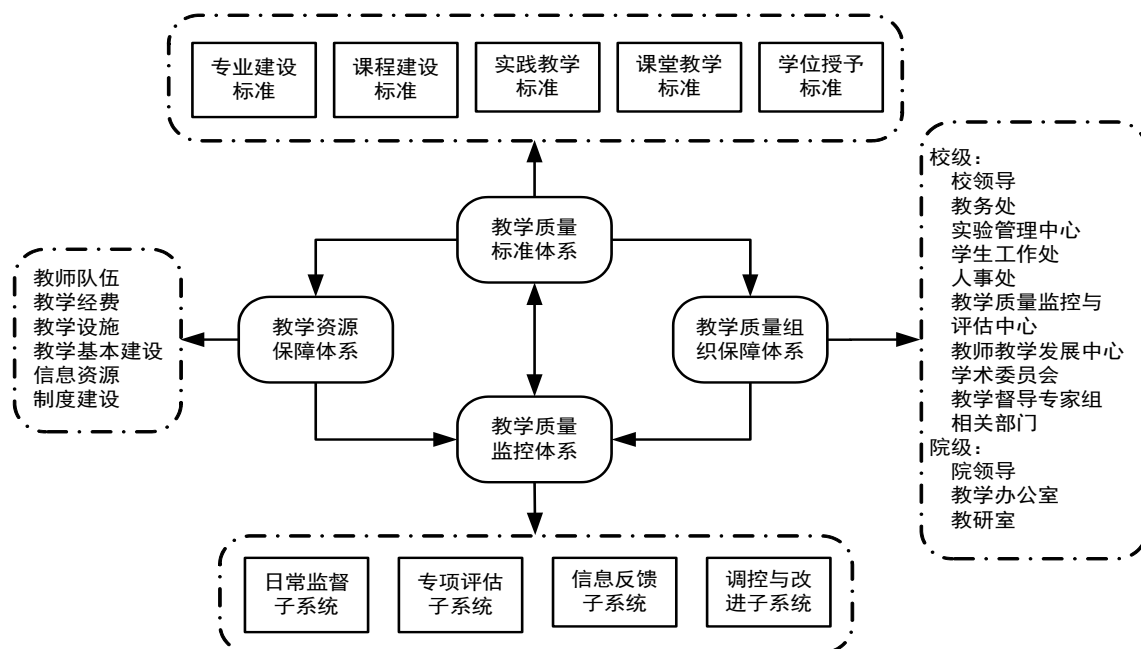 专业建设
标准
课程建设
标准
实践教学
标准
课堂教学
标准
学位授予
标准
教学质量
标准体系
教师队伍
教学经费
教学设施
教学基本建设
信息资源
制度建设
教学资源
保障体系
教学质量组
织保障体系
校级：
校领导
教务处
实验管理中心
学生工作处
人事处
教学质量监控与
评估中心
教师教学发展中心
学术委员会
教学督导专家组
相关部门
院级：
院领导
教学办公室
教研室
教学质量
监控体系
日常监督
子系统
专项评估
子系统
信息反馈
子系统
调控与改
进子系统